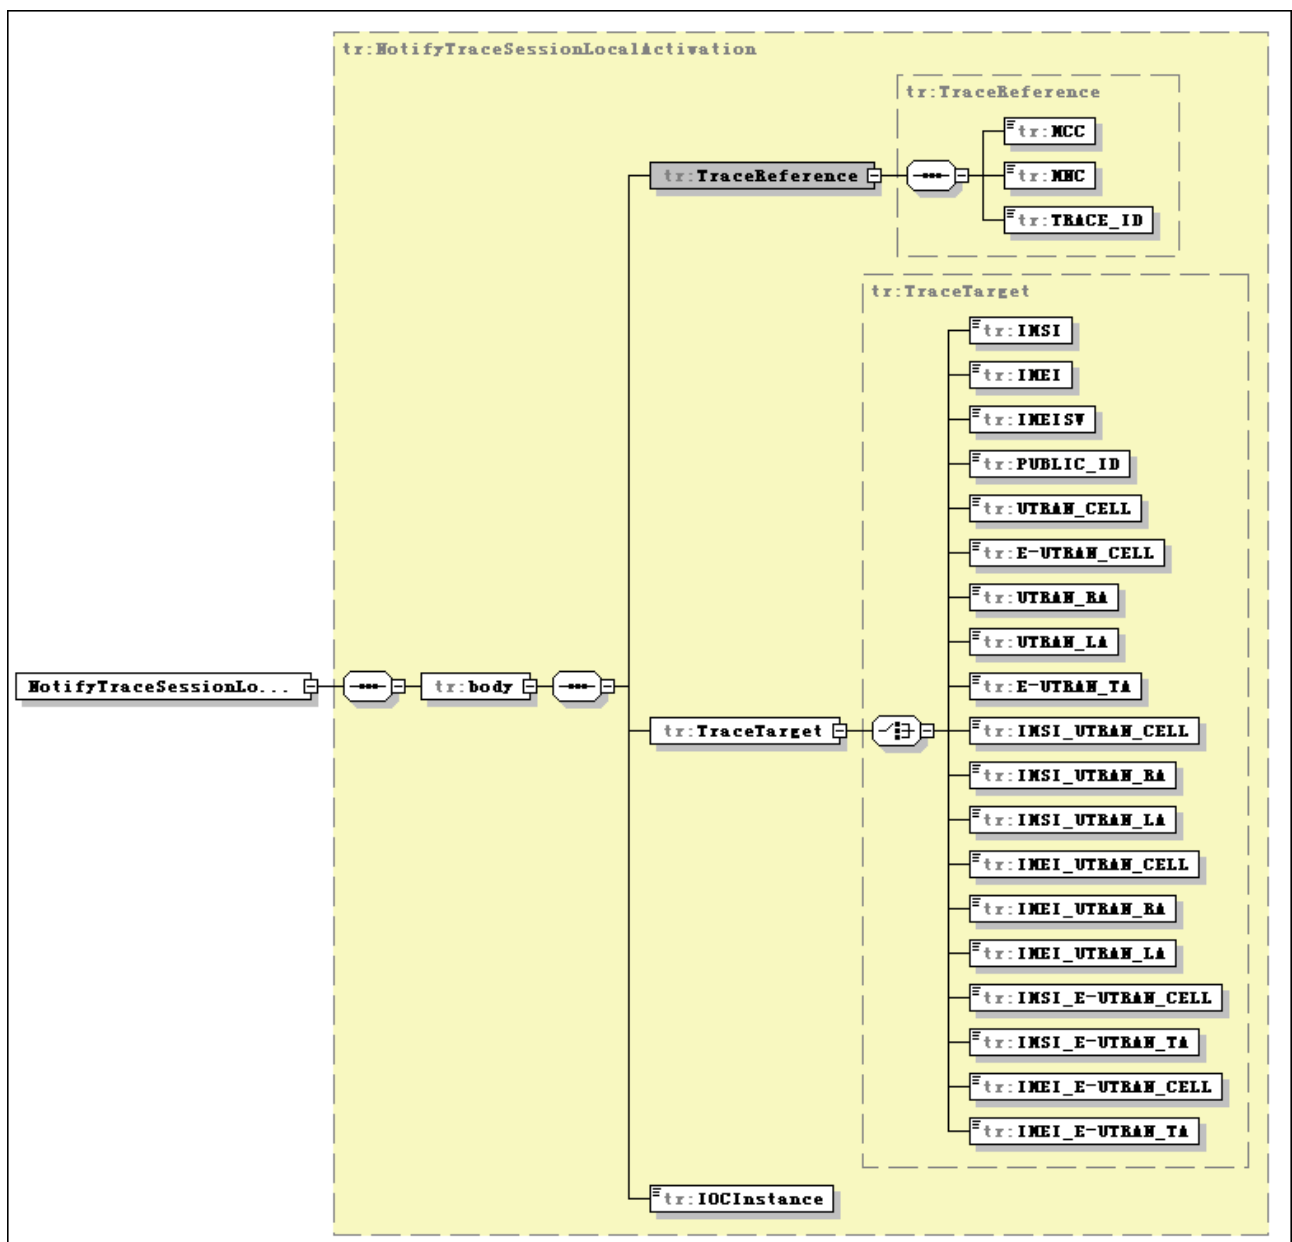 tr:NotifyTraceSessionLocalActivation
tr:TraceReference
tr:MCC
tr:TraceReference
tr:MNC
tr:TRACE_ID
tr:TraceTarget
tr:IMSI
tr:IMEI
tr:IMEISV
tr:PUBLIC_ID
tr:UTRAN_CELL
tr:E-UTRAN_CELL
tr:UTRAN_RA
tr:UTRAN_LA
NotifyTraceSessionLo...
tr:body
tr:E-UTRAN_TA
tr:TraceTarget
tr:IMSI_UTRAN_CELL
tr:IMSI_UTRAN_RA
tr:IMSI_UTRAN_LA
tr:IMEI_UTRAN_CELL
tr:IMEI_UTRAN_RA
tr:IMEI_UTRAN_LA
tr:IMSI_E-UTRAN_CELL
tr:IMSI_E-UTRAN_TA
tr:IMEI_E-UTRAN_CELL
tr:IMEI_E-UTRAN_TA
tr:IOCInstance